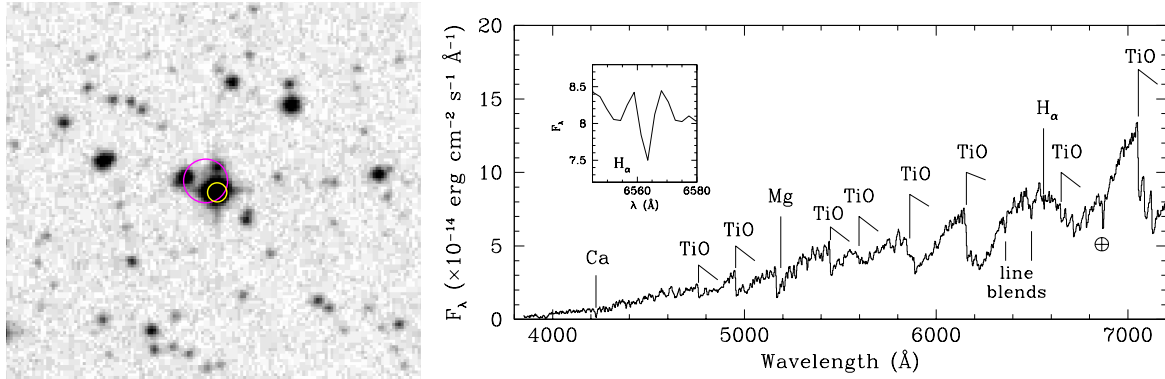 20
15
10
5
0
F_λ (×10⁻¹⁴ erg cm⁻² s⁻¹ Å⁻¹)
4000 5000 6000 7000
Wavelength (Å)
Ca
TiO
TiO
Mg
TiO
TiO
TiO
TiO
H_α
TiO
TiO
line
blends
⊕
8.5
8
7.5
F_λ
H_α
6560 6580
λ (Å)